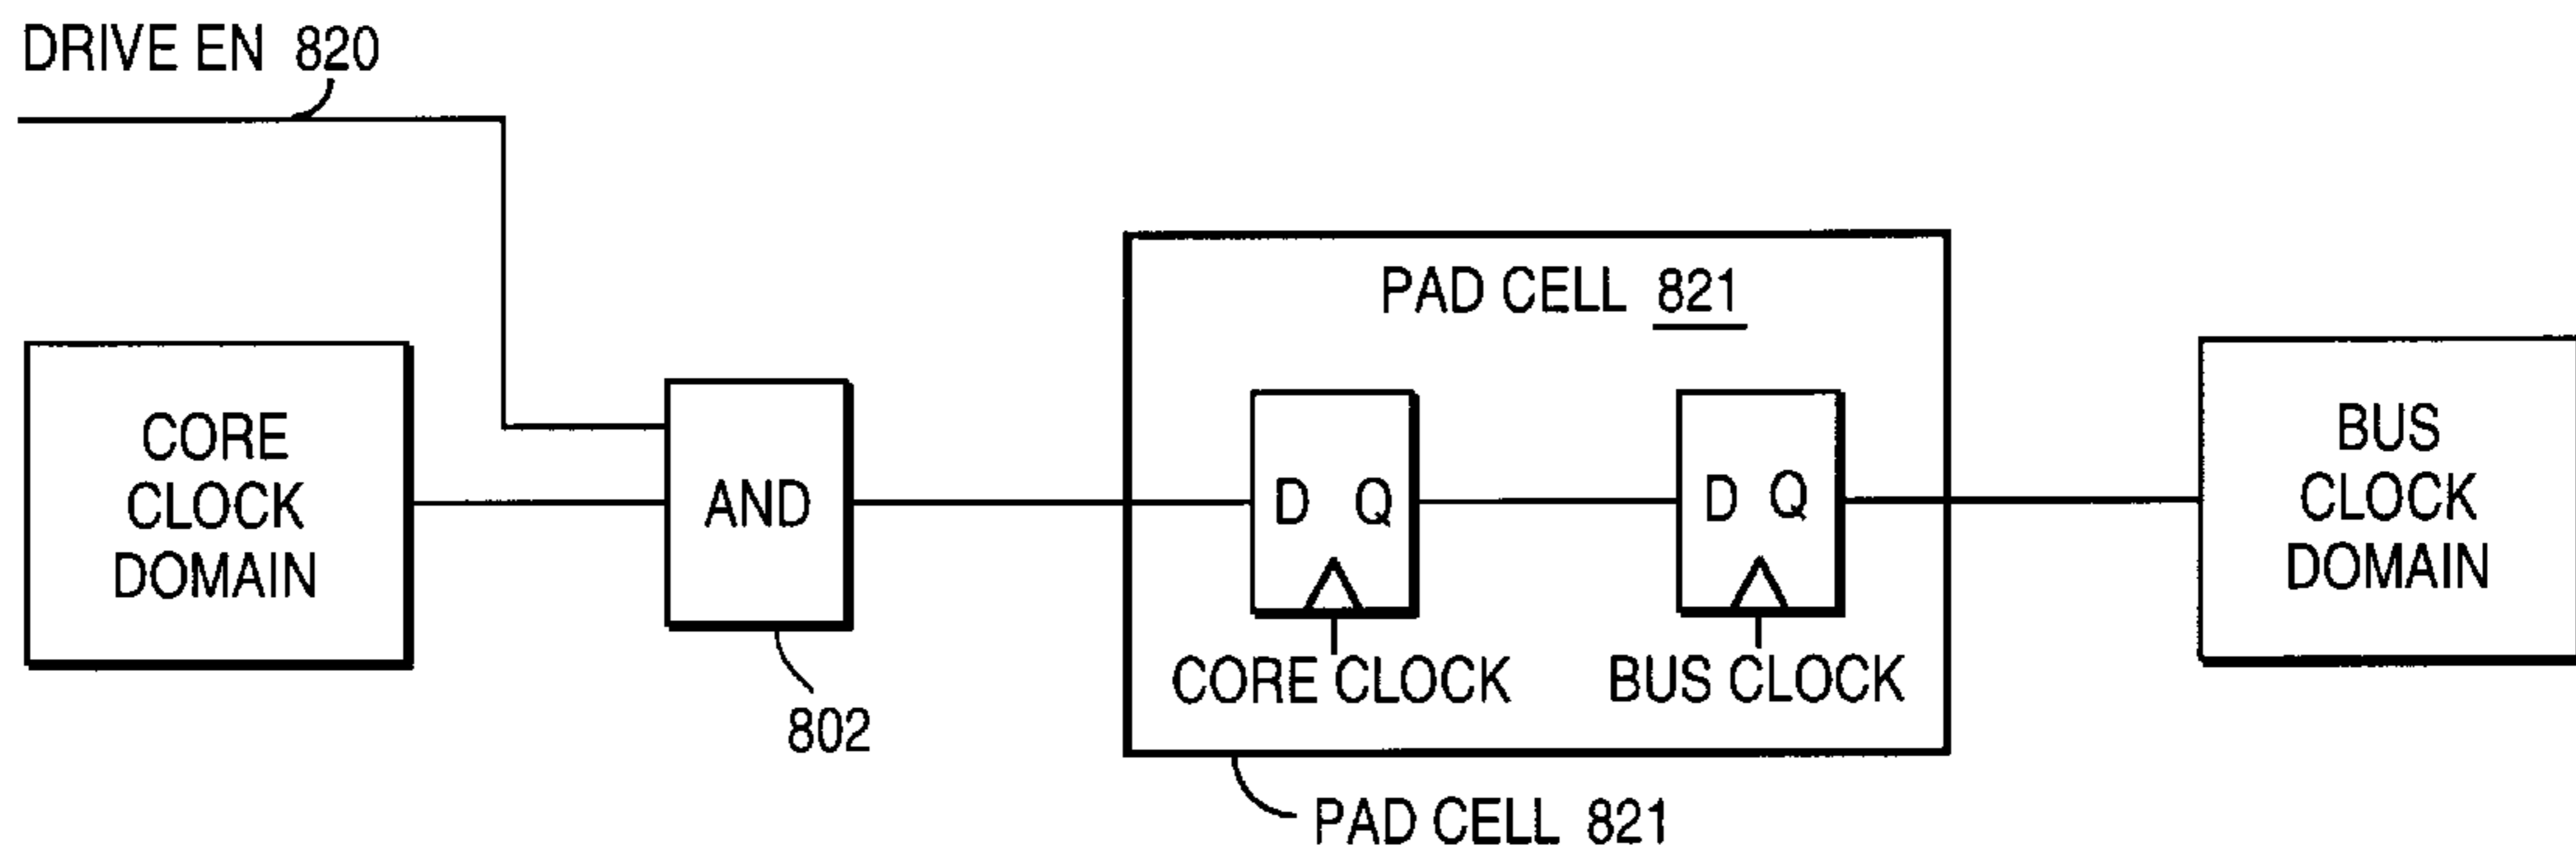 DRIVE EN 820
PAD CELL 821
CORE
CLOCK
DOMAIN
AND
D Q
D Q
BUS
CLOCK
DOMAIN
CORE CLOCK
BUS CLOCK
802
PAD CELL 821